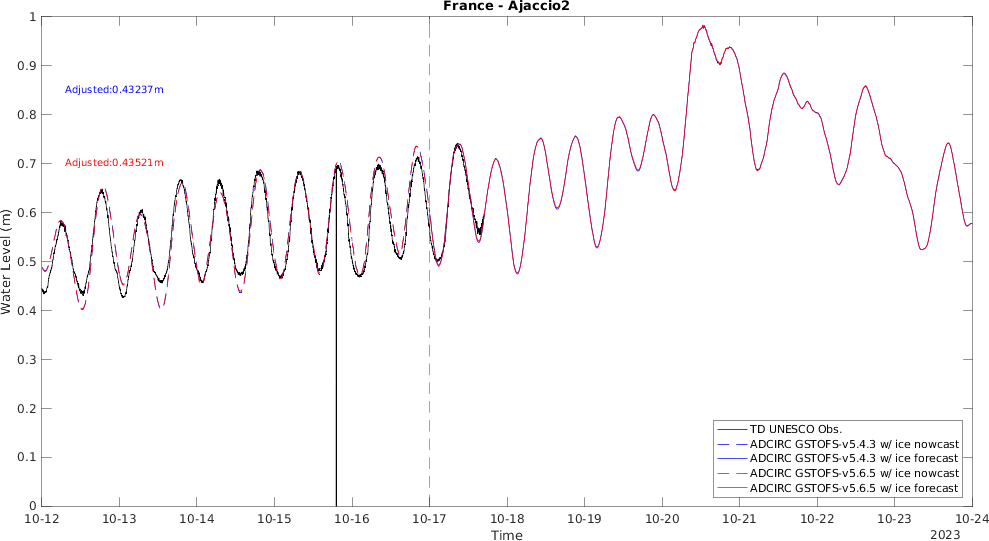 France - Ajaccio2
1
0.9
0.8
0.7
0.6
0.5
0.4
0.3
0.2
0.1
0
Water Level (m)
Adjusted:0.43237m
Adjusted:0.43521m
TD UNESCO Obs.
ADCIRC GSTOFS-v5.4.3 w/ ice nowcast
ADCIRC GSTOFS-v5.4.3 w/ ice forecast
ADCIRC GSTOFS-v5.6.5 w/ ice nowcast
ADCIRC GSTOFS-v5.6.5 w/ ice forecast
10-12 10-13 10-14 10-15 10-16 10-17 10-18 10-19 10-20 10-21 10-22 10-23 10-24
Time
2023